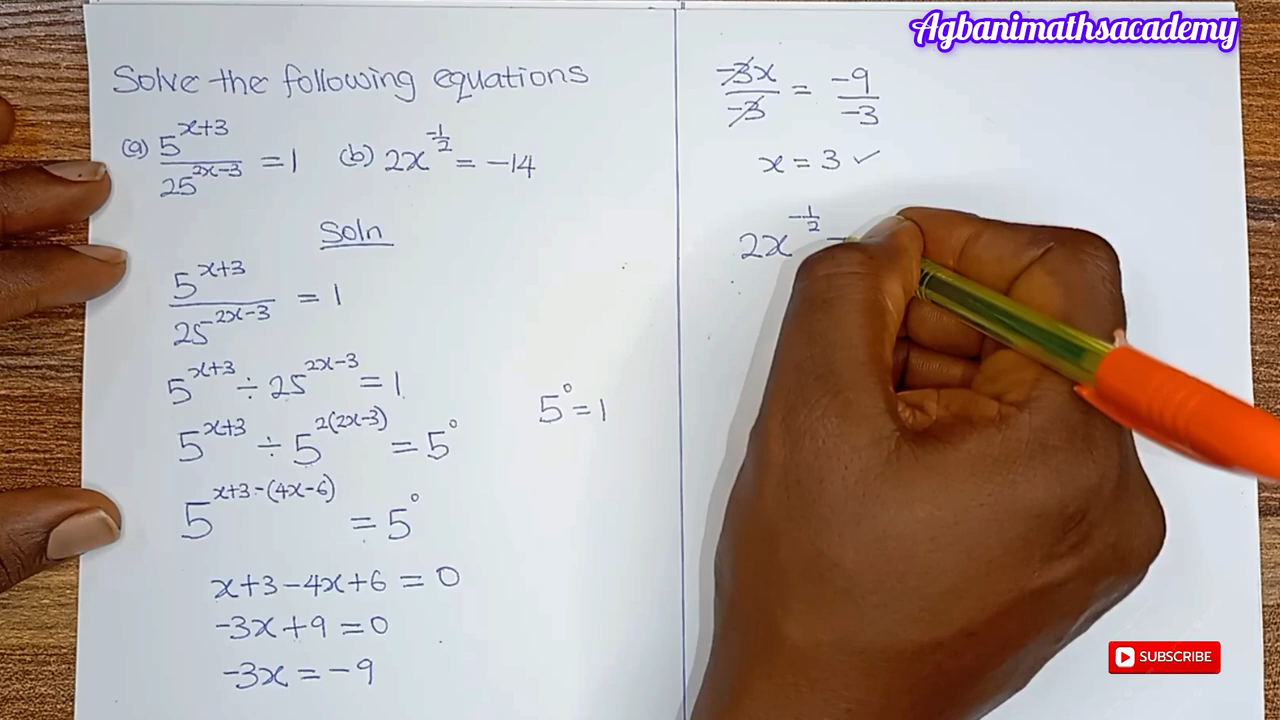 Agbanimathsacademy
Solve the following equations
(a) 5^(x+3) / 25^(2x-3) = 1 (b) 2x^(-1/2) = -14
Soln
5^(x+3) / 25^(2x-3) = 1
5^(x+3) ÷ 25^(2x-3) = 1
5^(x+3) ÷ 5^(2(2x-3)) = 5^0
5^0 = 1
5^(x+3-(4x-6)) = 5^0
x+3-4x+6 = 0
-3x+9 = 0
-3x = -9
-3x / -3 = -9 / -3
x = 3 ✓
2x^(-1/2)
SUBSCRIBE